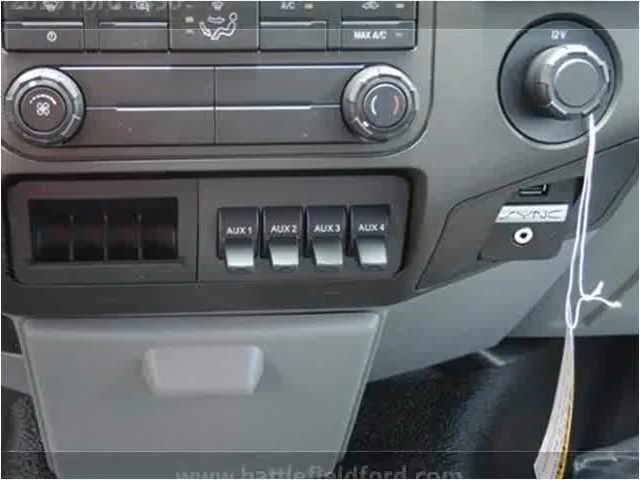 A/C
MAX A/C
12V
AUX 1 AUX 2 AUX 3 AUX 4
SYNC
www.battlefieldford.com